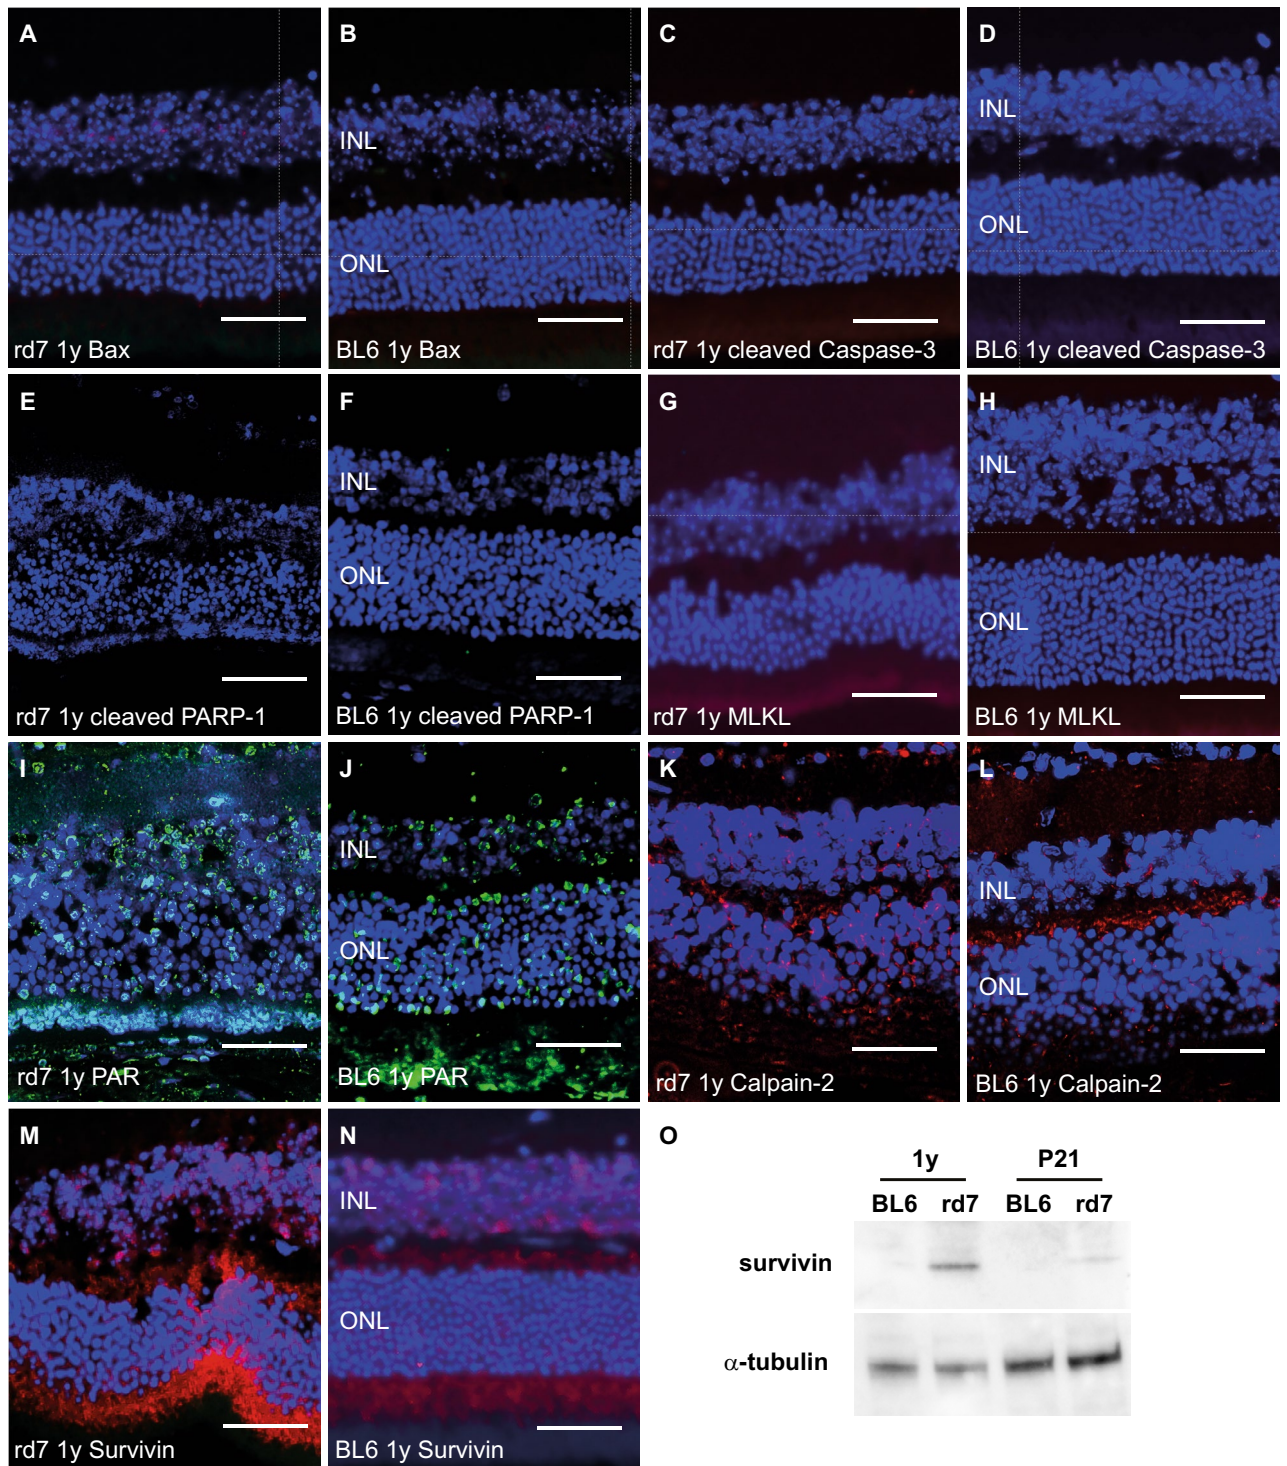 A
B
C
D
INL
ONL
INL
ONL
rd7 1y Bax
BL6 1y Bax
rd7 1y cleaved Caspase-3
BL6 1y cleaved Caspase-3
E
F
G
H
INL
ONL
INL
ONL
rd7 1y cleaved PARP-1
BL6 1y cleaved PARP-1
rd7 1y MLKL
BL6 1y MLKL
I
J
K
L
INL
ONL
INL
ONL
rd7 1y PAR
BL6 1y PAR
rd7 1y Calpain-2
BL6 1y Calpain-2
M
N
INL
ONL
rd7 1y Survivin
BL6 1y Survivin
O
1y P21
BL6 rd7 BL6 rd7
survivin
α-tubulin